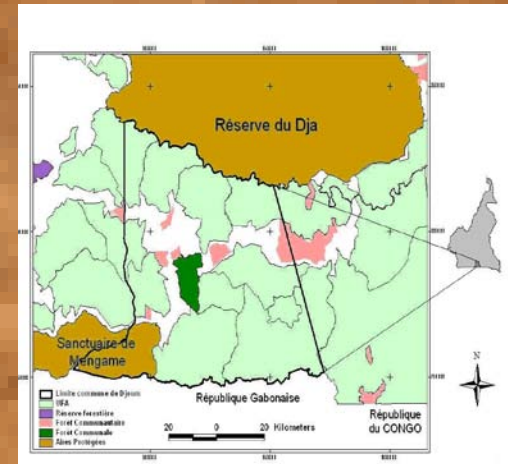 Réserve du Dja
Sanctuaire de
Mengame
N
Limite commune de Djoum
UFA
Réserve forestière
Forêt Communautaire
Forêt Communale
Aires Protégées
République Gabonaise
20 0 20 Kilometers
République
du CONGO